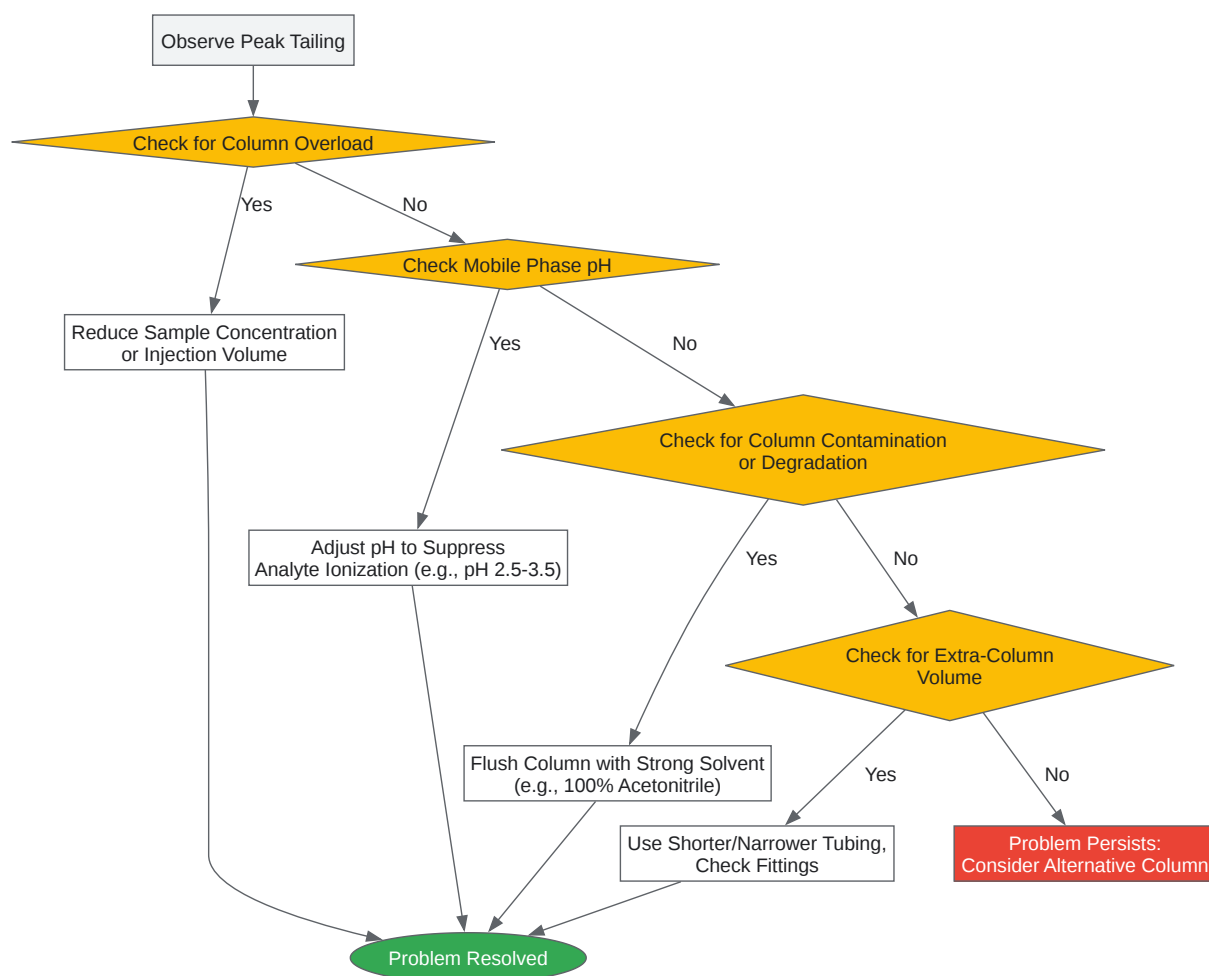 Observe Peak Tailing
Check for Column Overload
Yes
No
Check Mobile Phase pH
Reduce Sample Concentration
or Injection Volume
Yes
No
Check for Column Contamination
or Degradation
Adjust pH to Suppress
Analyte Ionization (e.g., pH 2.5-3.5)
Yes
No
Check for Extra-Column
Volume
Flush Column with Strong Solvent
(e.g., 100% Acetonitrile)
Yes
No
Use Shorter/Narrower Tubing,
Check Fittings
Problem Persists:
Consider Alternative Column
Problem Resolved